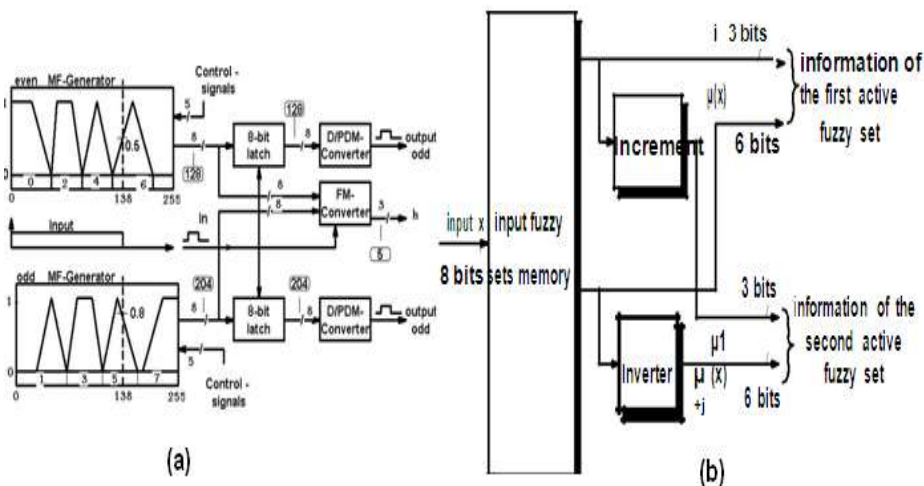 even MF-Generator
Control -
signals
5
8
128
1
0.5
0
0 2 4 6
0 138 255
8-bit
latch
128
8
D/PDM-
Converter
output
odd
8
8
FM-
Converter
3
h
5
Input
In
odd MF-Generator
204
8
1
0.8
0
1 3 5 7
0 138 255
5
Control -
signals
8-bit
latch
204
8
D/PDM-
Converter
output
odd
(a)
input x
8 bits
input fuzzy
sets memory
i 3 bits
Increment
μ(x)
6 bits
information of
the first active
fuzzy set
Inverter
μ1
μ (x)
+j
3 bits
6 bits
information of the
second active
fuzzy set
(b)